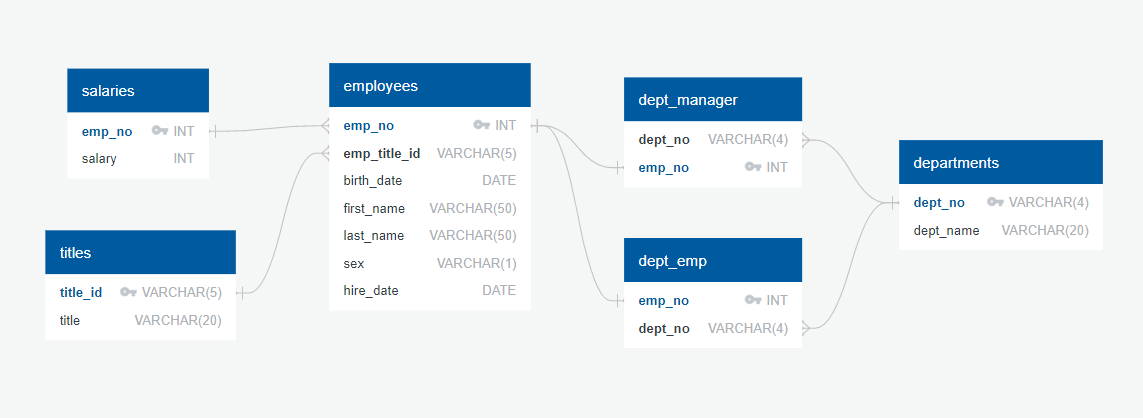 salaries
emp_no INT
salary INT
titles
title_id VARCHAR(5)
title VARCHAR(20)
employees
emp_no INT
emp_title_id VARCHAR(5)
birth_date DATE
first_name VARCHAR(50)
last_name VARCHAR(50)
sex VARCHAR(1)
hire_date DATE
dept_manager
dept_no VARCHAR(4)
emp_no INT
dept_emp
emp_no INT
dept_no VARCHAR(4)
departments
dept_no VARCHAR(4)
dept_name VARCHAR(20)